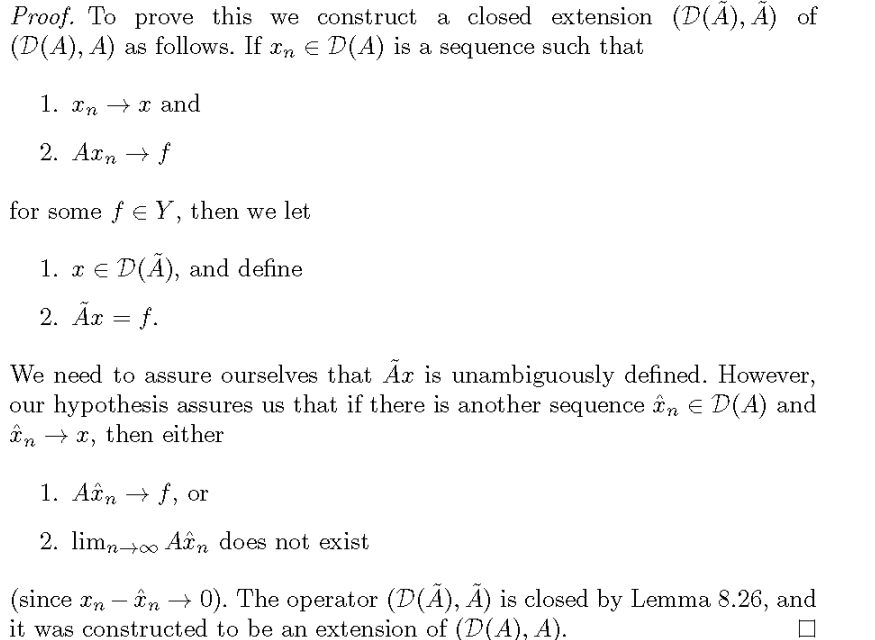 Proof. To prove this we construct a closed extension (𝒟(Ã), Ã) of
(𝒟(A), A) as follows. If xₙ ∈ 𝒟(A) is a sequence such that
1. xₙ → x and
2. Axₙ → f
for some f ∈ Y, then we let
1. x ∈ 𝒟(Ã), and define
2. Ãx = f.
We need to assure ourselves that Ãx is unambiguously defined. However,
our hypothesis assures us that if there is another sequence x̂ₙ ∈ 𝒟(A) and
x̂ₙ → x, then either
1. Ax̂ₙ → f, or
2. limₙ→∞ Ax̂ₙ does not exist
(since xₙ − x̂ₙ → 0). The operator (𝒟(Ã), Ã) is closed by Lemma 8.26, and
it was constructed to be an extension of (𝒟(A), A). □